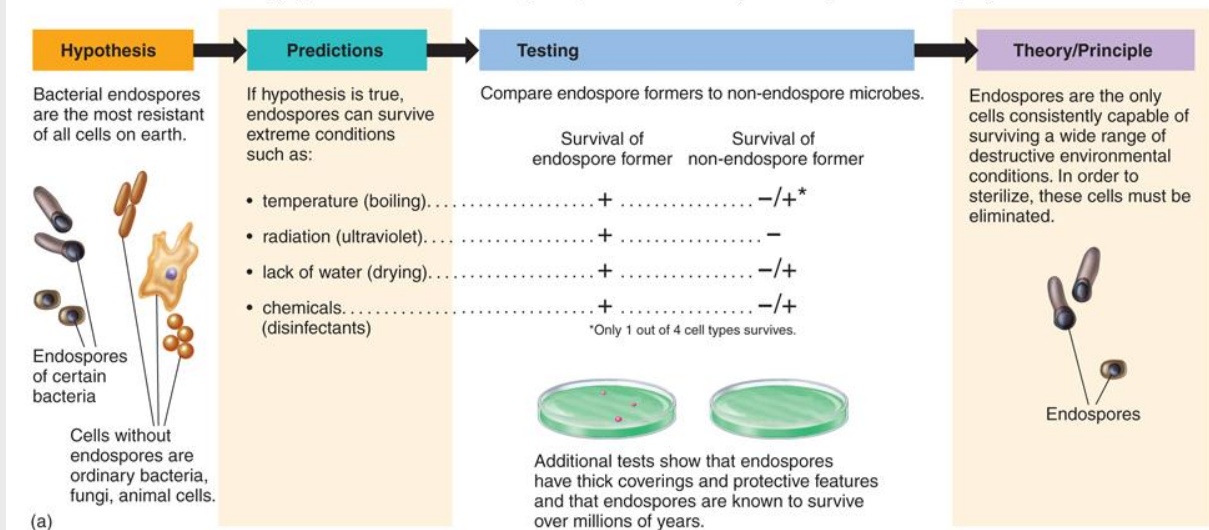 Hypothesis
Predictions
Testing
Theory/Principle
Bacterial endospores
are the most resistant
of all cells on earth.
Endospores
of certain
bacteria
Cells without
endospores are
ordinary bacteria,
fungi, animal cells.
(a)
If hypothesis is true,
endospores can survive
extreme conditions
such as:
Compare endospore formers to non-endospore microbes.
Survival of
endospore former
Survival of
non-endospore former
• temperature (boiling)..................... + .................... −/+*
• radiation (ultraviolet)..................... + .................... −
• lack of water (drying)..................... + .................... −/+
• chemicals..................... + .................... −/+
(disinfectants)
*Only 1 out of 4 cell types survives.
Additional tests show that endospores
have thick coverings and protective features
and that endospores are known to survive
over millions of years.
Endospores are the only
cells consistently capable of
surviving a wide range of
destructive environmental
conditions. In order to
sterilize, these cells must be
eliminated.
Endospores